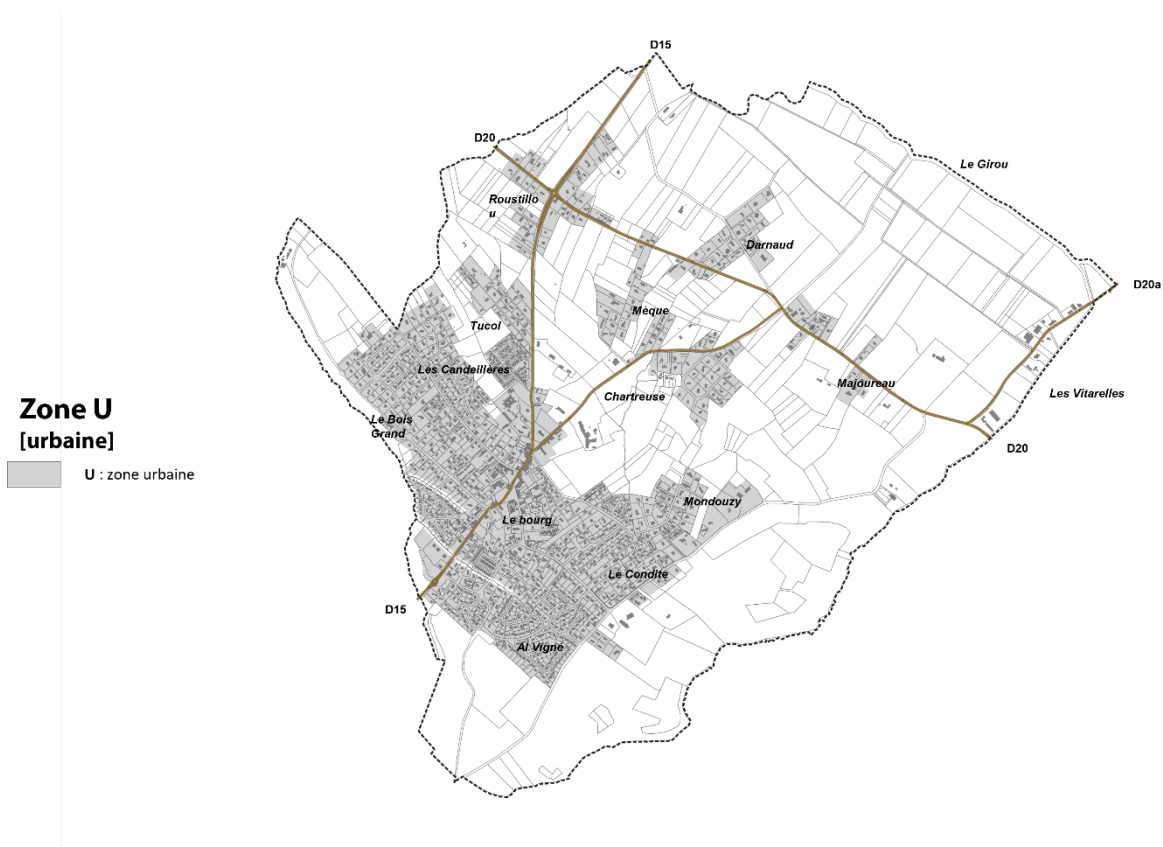 D15
D20
Le Girou
Roustillo
u
Darnaud
D20a
Mèque
Tucol
Les Candeillères
Majoureau
Les Vitarelles
Chartreuse
Zone U
[urbaine]
Le Bois
Grand
D20
U : zone urbaine
Mondouzy
Le bourg
Le Condite
D15
Al Vigne